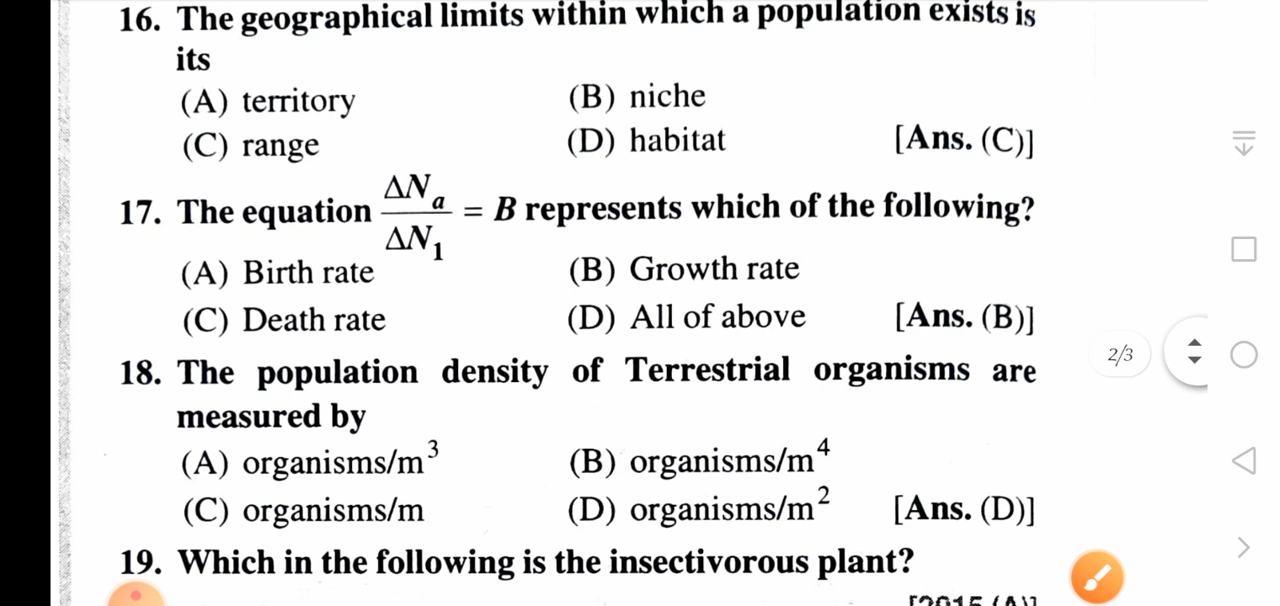 16. The geographical limits within which a population exists is
its
(A) territory (B) niche
(C) range (D) habitat [Ans. (C)]
17. The equation ΔNₐ/ΔN₁ = B represents which of the following?
(A) Birth rate (B) Growth rate
(C) Death rate (D) All of above [Ans. (B)]
18. The population density of Terrestrial organisms are
measured by
(A) organisms/m³ (B) organisms/m⁴
(C) organisms/m (D) organisms/m² [Ans. (D)]
19. Which in the following is the insectivorous plant?
[2015 (A)]
2/3